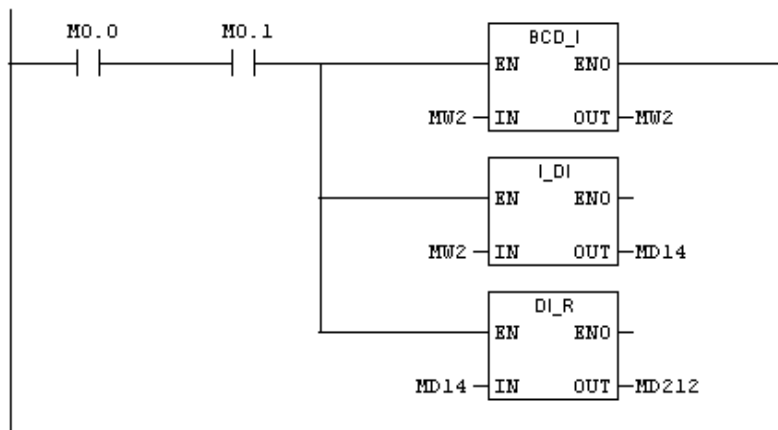 M0.0 M0.1
BCD_I
EN ENO
MW2 IN OUT MW2
I_DI
EN ENO
MW2 IN OUT MD14
DI_R
EN ENO
MD14 IN OUT MD212